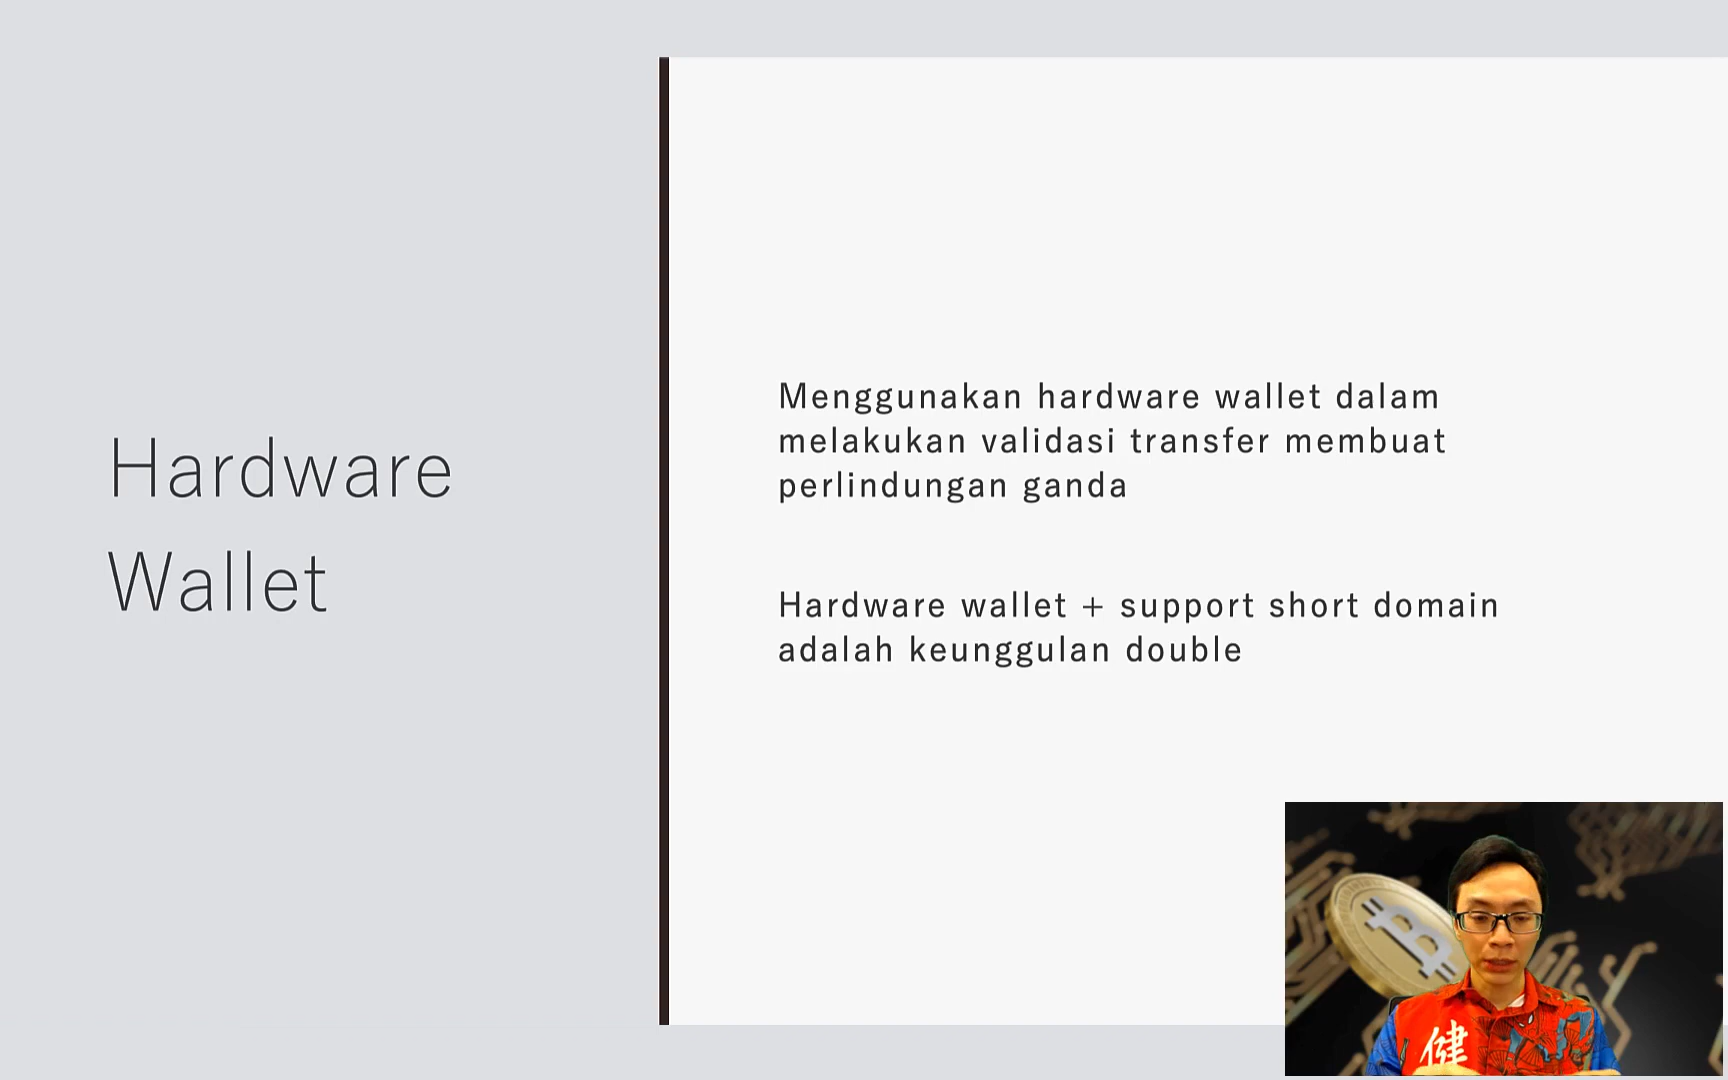 Hardware
Wallet
Menggunakan hardware wallet dalam
melakukan validasi transfer membuat
perlindungan ganda
Hardware wallet + support short domain
adalah keunggulan double
健